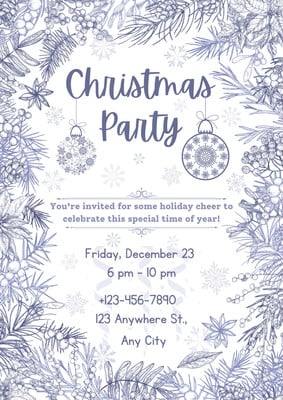 Christmas
Party
You're invited for some holiday cheer to
celebrate this special time of year!
Friday, December 23
6 pm – 10 pm
+123-456-7890
123 Anywhere St.,
Any City